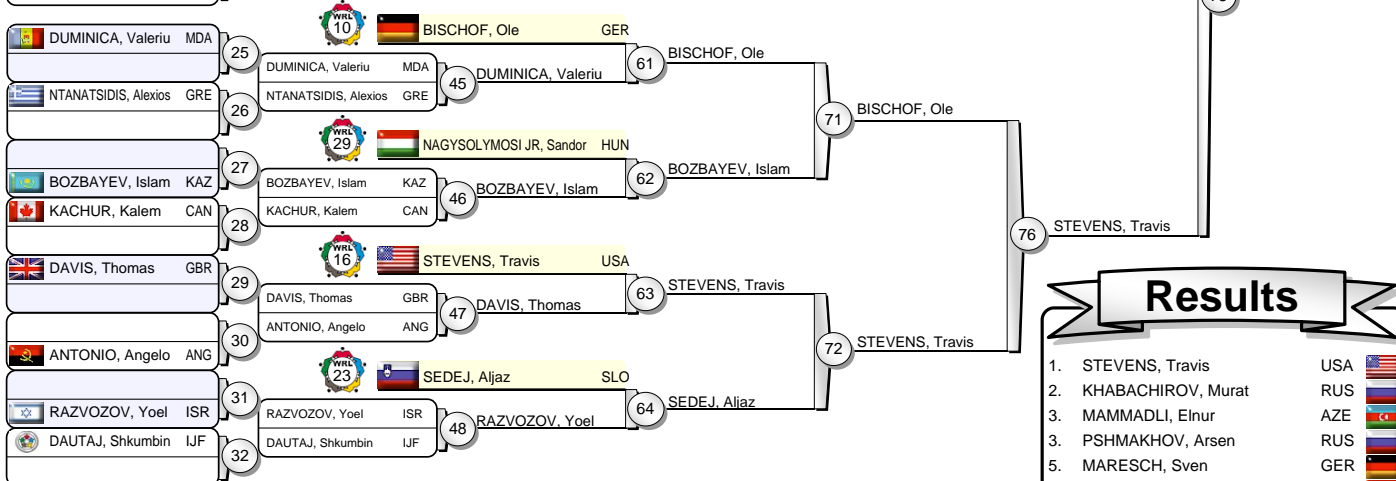 DUMINICA, Valeriu MDA
25
NTANATSIDIS, Alexios GRE
26
27
BOZBAYEV, Islam KAZ
KACHUR, Kalem CAN
28
DAVIS, Thomas GBR
29
30
ANTONIO, Angelo ANG
31
RAZVOZOV, Yoel ISR
DAUTAJ, Shkumbin IJF
32
WRL 10
BISCHOF, Ole GER
DUMINICA, Valeriu MDA
NTANATSIDIS, Alexios GRE
45
DUMINICA, Valeriu
61
BISCHOF, Ole
WRL 29
NAGYSOLYMOSI JR, Sandor HUN
BOZBAYEV, Islam KAZ
KACHUR, Kalem CAN
46
BOZBAYEV, Islam
62
BOZBAYEV, Islam
71
BISCHOF, Ole
WRL 16
STEVENS, Travis USA
DAVIS, Thomas GBR
ANTONIO, Angelo ANG
47
DAVIS, Thomas
63
STEVENS, Travis
WRL 23
SEDEJ, Aljaz SLO
RAZVOZOV, Yoel ISR
DAUTAJ, Shkumbin IJF
48
RAZVOZOV, Yoel
64
SEDEJ, Aljaz
72
STEVENS, Travis
76
STEVENS, Travis
Results
1. STEVENS, Travis USA
2. KHABACHIROV, Murat RUS
3. MAMMADLI, Elnur AZE
3. PSHMAKHOV, Arsen RUS
5. MARESCH, Sven GER